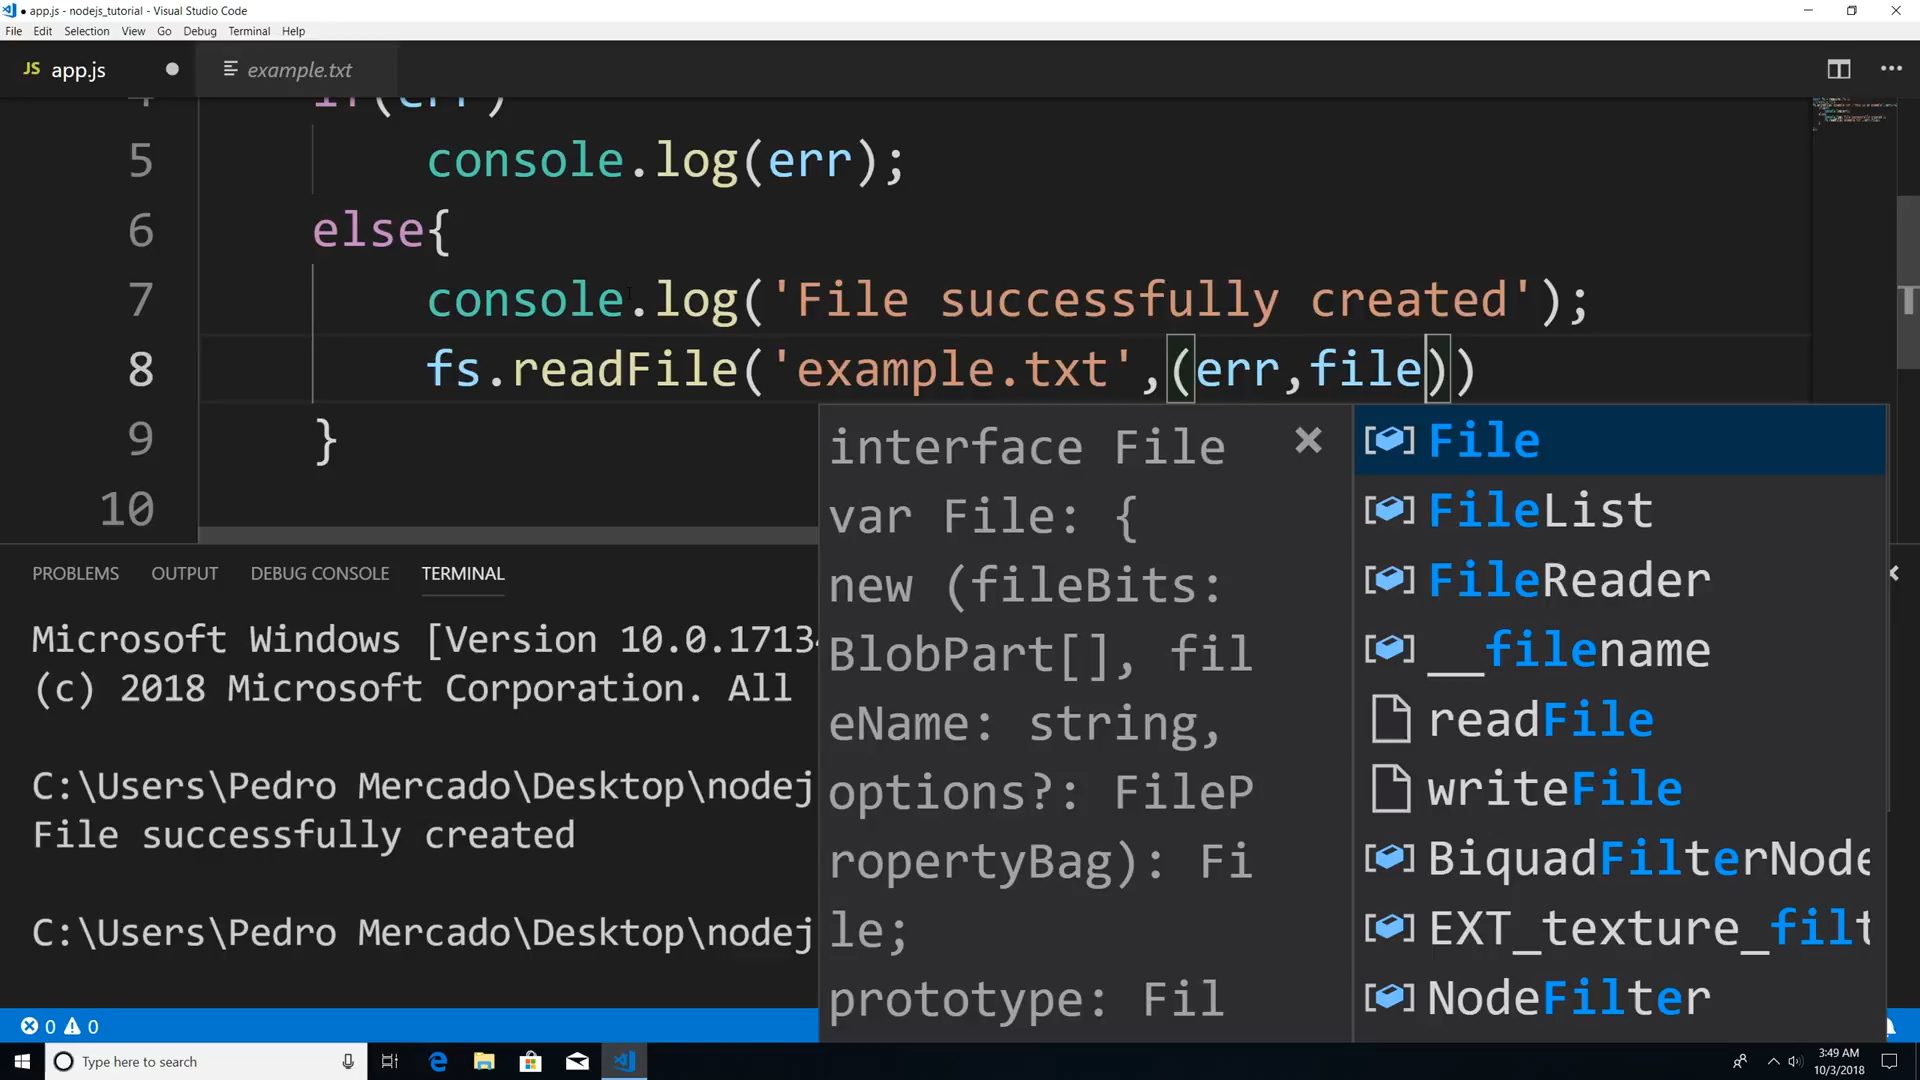 app.js - nodejs_tutorial - Visual Studio Code
File Edit Selection View Go Debug Terminal Help
JS app.js
example.txt
4 if(err)
5 console.log(err);
6 else{
7 console.log('File successfully created');
8 fs.readFile('example.txt',(err,file))
9 }
10
interface File
var File: {
new (fileBits:
BlobPart[], fil
eName: string,
options?: FileP
ropertyBag): Fi
le;
prototype: Fil
File
FileList
FileReader
__filename
readFile
writeFile
BiquadFilterNode
EXT_texture_filt
NodeFilter
PROBLEMS OUTPUT DEBUG CONSOLE TERMINAL
Microsoft Windows [Version 10.0.17134
(c) 2018 Microsoft Corporation. All
C:\Users\Pedro Mercado\Desktop\nodej
File successfully created
C:\Users\Pedro Mercado\Desktop\nodej
0 0
Type here to search
3:49 AM
10/3/2018